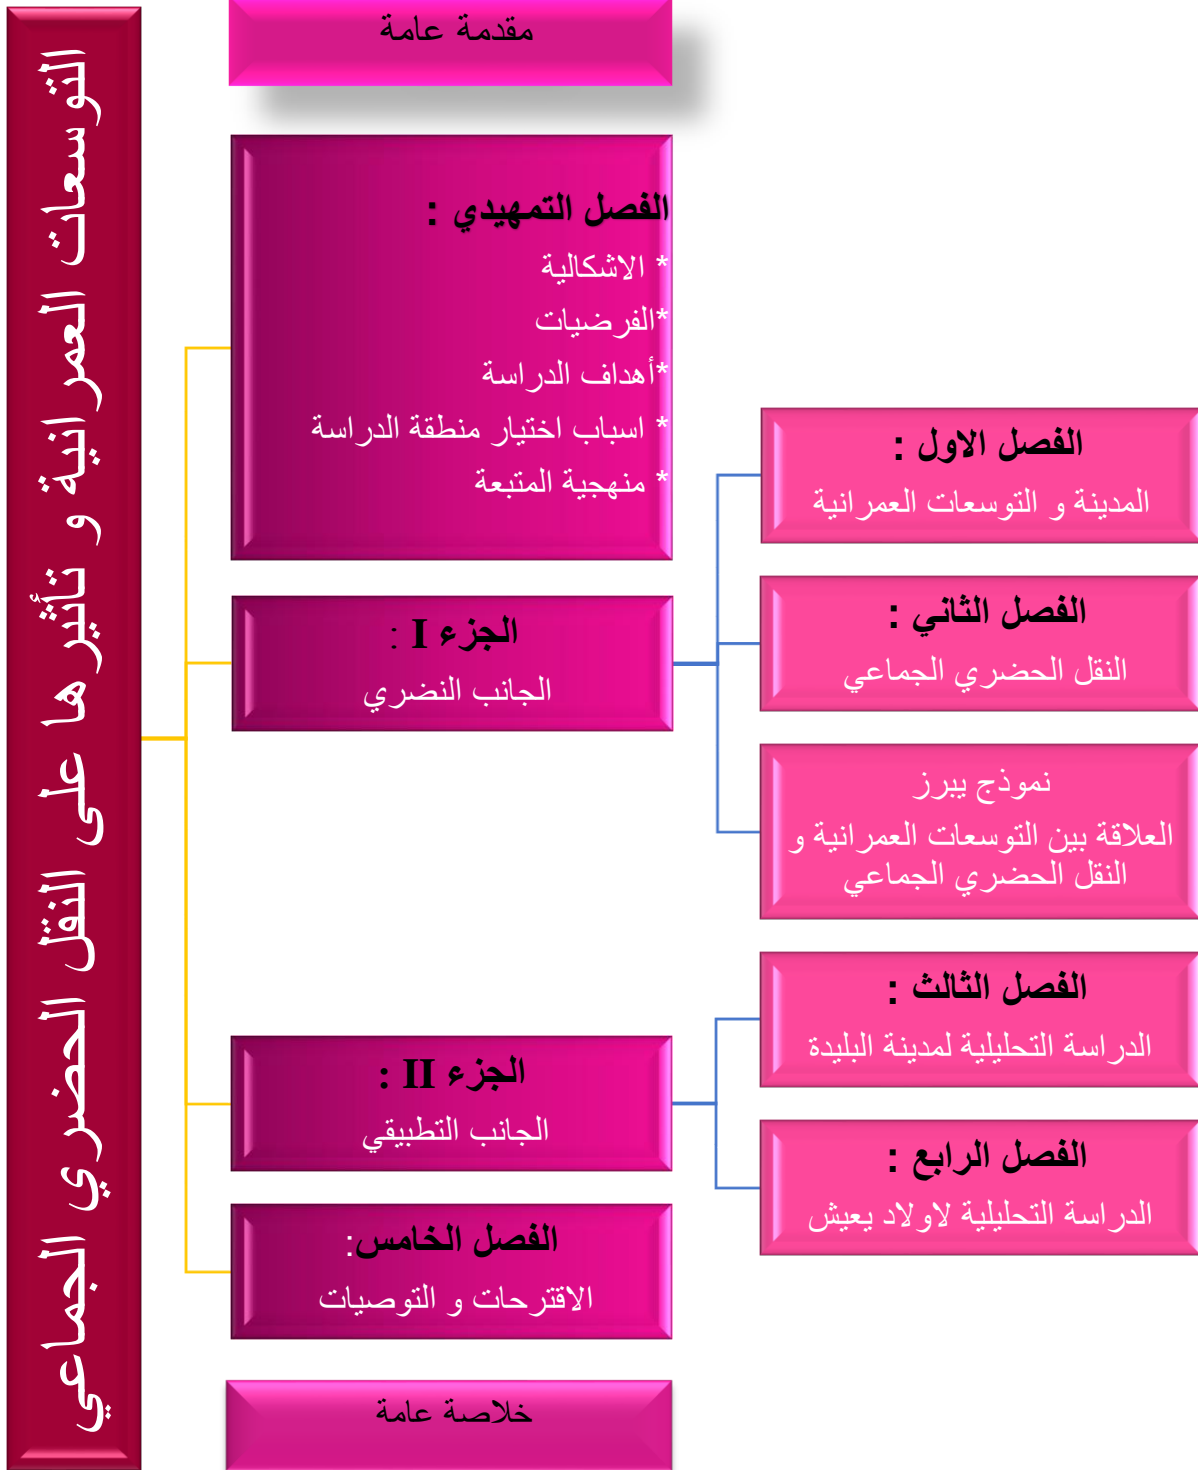 التوسعات العمرانية و تأثيرها على النقل الحضري الجماعي
مقدمة عامة
الفصل التمهيدي :
* الاشكالية
*الفرضيات
*أهداف الدراسة
* اسباب اختيار منطقة الدراسة
* منهجية المتبعة
الجزء I :
الجانب النضري
الفصل الاول :
المدينة و التوسعات العمرانية
الفصل الثاني :
النقل الحضري الجماعي
نموذج يبرز
العلاقة بين التوسعات العمرانية و
النقل الحضري الجماعي
الجزء II :
الجانب التطبيقي
الفصل الثالث :
الدراسة التحليلية لمدينة البليدة
الفصل الرابع :
الدراسة التحليلية لاولاد يعيش
الفصل الخامس:
الاقترحات و التوصيات
خلاصة عامة